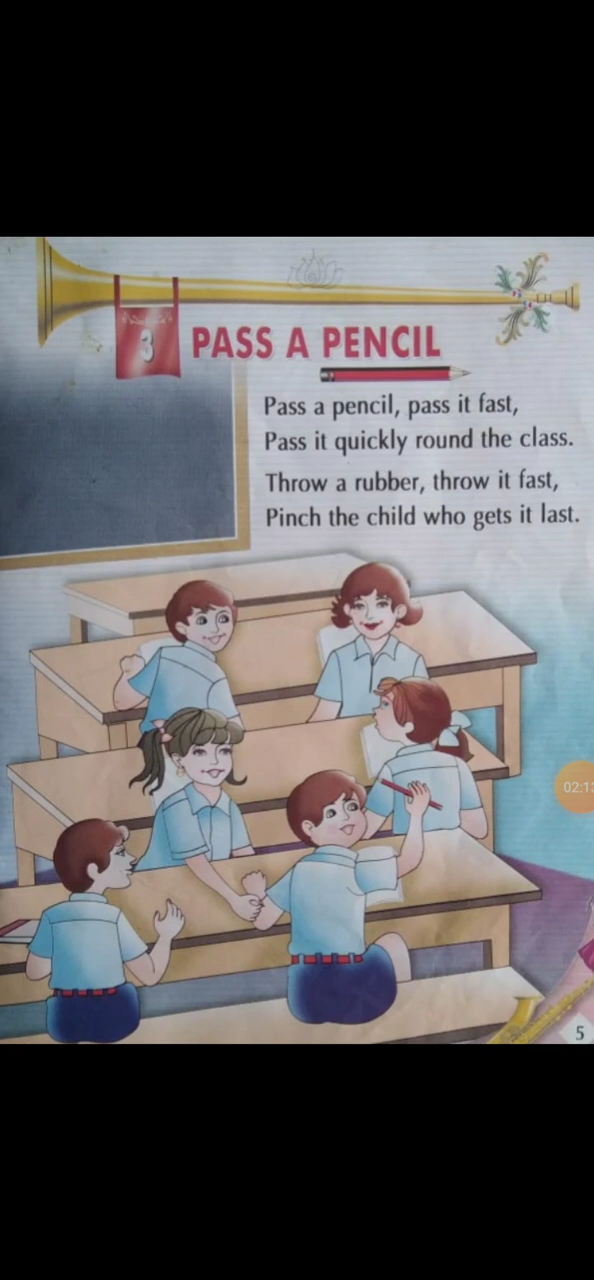 3 PASS A PENCIL
Pass a pencil, pass it fast,
Pass it quickly round the class.
Throw a rubber, throw it fast,
Pinch the child who gets it last.
02:13
5